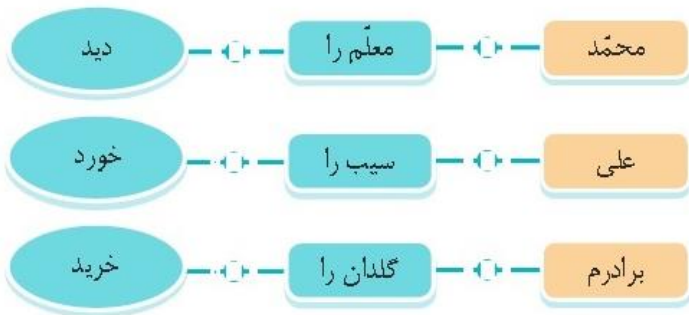 محمّد معلّم را دید
علی سیب را خورد
برادرم گلدان را خرید